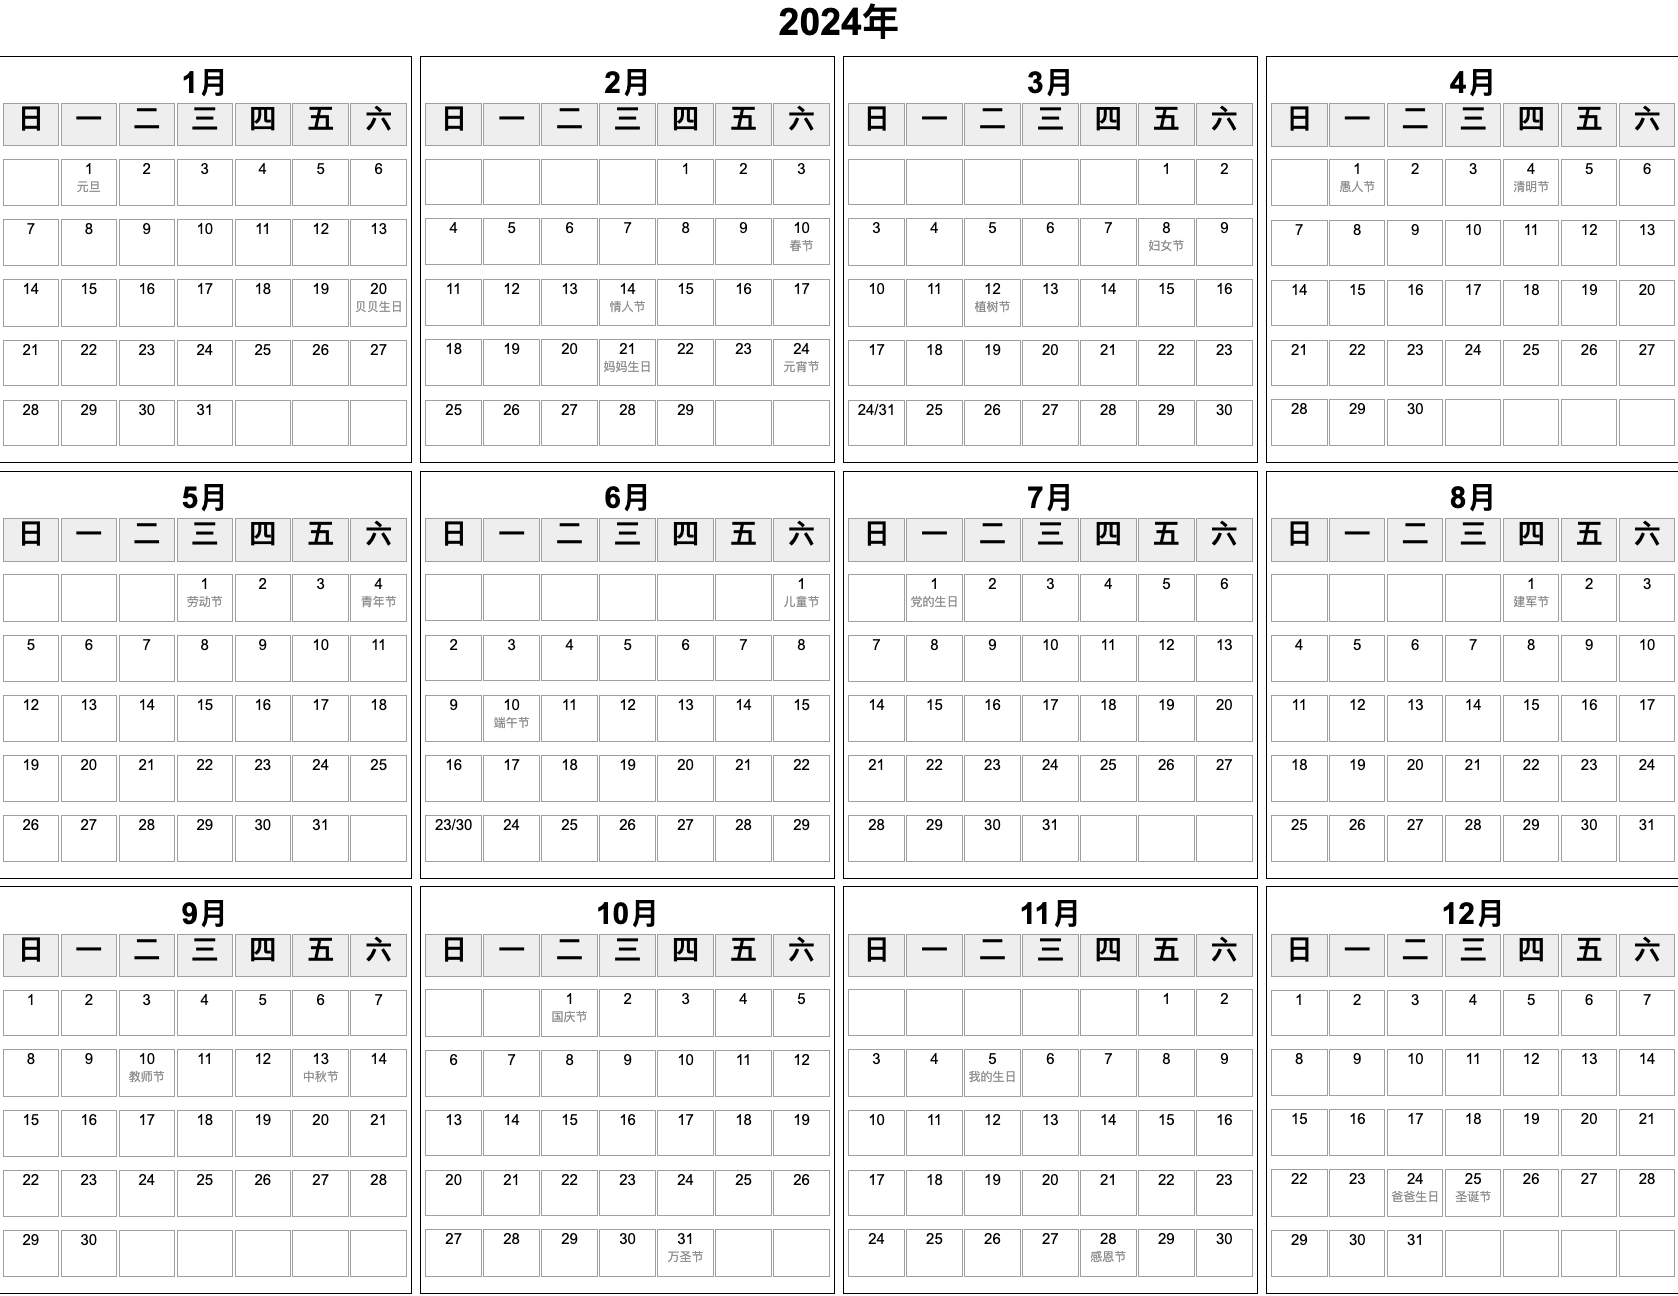 2024年
1月
日 一 二 三 四 五 六
1 2 3 4 5 6
元旦
7 8 9 10 11 12 13
14 15 16 17 18 19 20
贝贝生日
21 22 23 24 25 26 27
28 29 30 31
2月
日 一 二 三 四 五 六
1 2 3
4 5 6 7 8 9 10
春节
11 12 13 14 15 16 17
情人节
18 19 20 21 22 23 24
妈妈生日 元宵节
25 26 27 28 29
3月
日 一 二 三 四 五 六
1 2
3 4 5 6 7 8 9
妇女节
10 11 12 13 14 15 16
植树节
17 18 19 20 21 22 23
24/31 25 26 27 28 29 30
4月
日 一 二 三 四 五 六
1 2 3 4 5 6
愚人节 清明节
7 8 9 10 11 12 13
14 15 16 17 18 19 20
21 22 23 24 25 26 27
28 29 30
5月
日 一 二 三 四 五 六
1 2 3 4
劳动节 青年节
5 6 7 8 9 10 11
12 13 14 15 16 17 18
19 20 21 22 23 24 25
26 27 28 29 30 31
6月
日 一 二 三 四 五 六
1
儿童节
2 3 4 5 6 7 8
9 10 11 12 13 14 15
端午节
16 17 18 19 20 21 22
23/30 24 25 26 27 28 29
7月
日 一 二 三 四 五 六
1 2 3 4 5 6
党的生日
7 8 9 10 11 12 13
14 15 16 17 18 19 20
21 22 23 24 25 26 27
28 29 30 31
8月
日 一 二 三 四 五 六
1 2 3
建军节
4 5 6 7 8 9 10
11 12 13 14 15 16 17
18 19 20 21 22 23 24
25 26 27 28 29 30 31
9月
日 一 二 三 四 五 六
1 2 3 4 5 6 7
8 9 10 11 12 13 14
教师节 中秋节
15 16 17 18 19 20 21
22 23 24 25 26 27 28
29 30
10月
日 一 二 三 四 五 六
1 2 3 4 5
国庆节
6 7 8 9 10 11 12
13 14 15 16 17 18 19
20 21 22 23 24 25 26
27 28 29 30 31
万圣节
11月
日 一 二 三 四 五 六
1 2
3 4 5 6 7 8 9
我的生日
10 11 12 13 14 15 16
17 18 19 20 21 22 23
24 25 26 27 28 29 30
感恩节
12月
日 一 二 三 四 五 六
1 2 3 4 5 6 7
8 9 10 11 12 13 14
15 16 17 18 19 20 21
22 23 24 25 26 27 28
爸爸生日 圣诞节
29 30 31